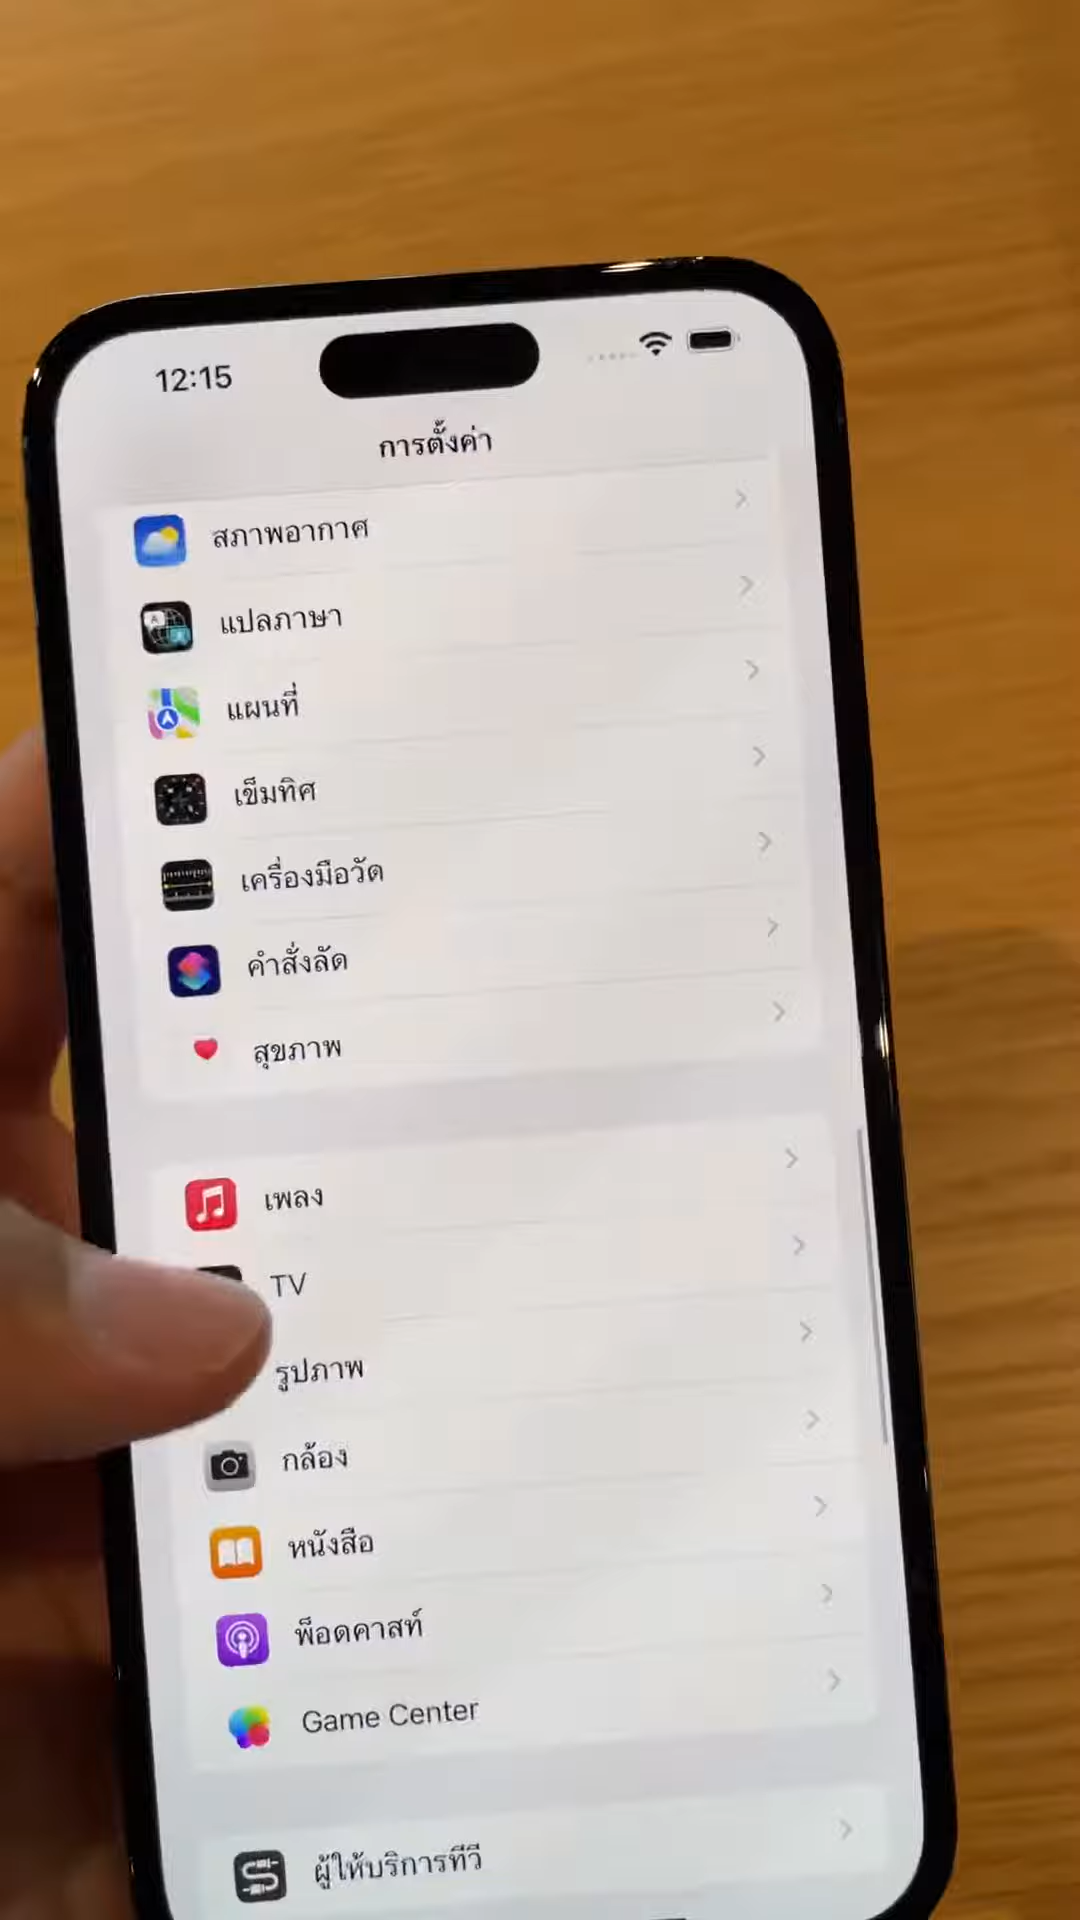 12:15
การตั้งค่า
สภาพอากาศ
แปลภาษา
แผนที่
เข็มทิศ
เครื่องมือวัด
คำสั่งลัด
สุขภาพ
เพลง
TV
รูปภาพ
กล้อง
หนังสือ
พ็อดคาสท์
Game Center
ผู้ให้บริการทีวี